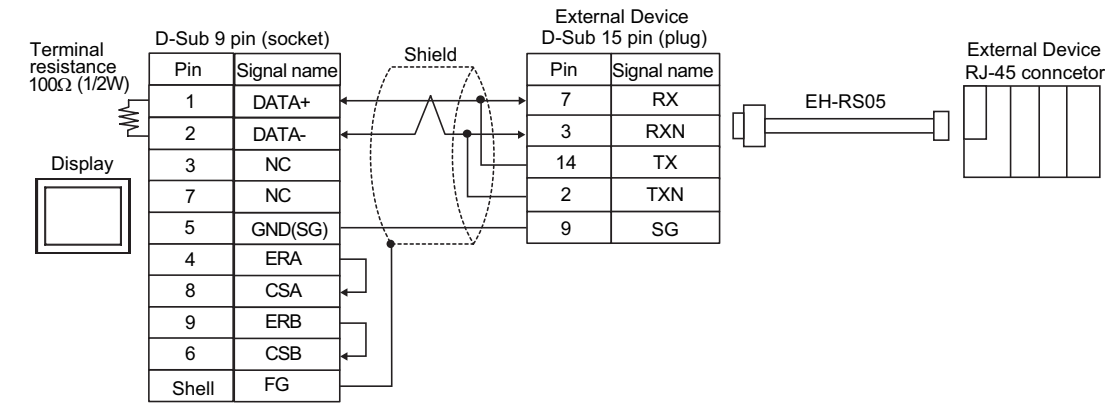 Terminal
resistance
100Ω (1/2W)
Display
D-Sub 9 pin (socket)
Pin Signal name
1 DATA+
2 DATA-
3 NC
7 NC
5 GND(SG)
4 ERA
8 CSA
9 ERB
6 CSB
Shell FG
Shield
External Device
D-Sub 15 pin (plug)
Pin Signal name
7 RX
3 RXN
14 TX
2 TXN
9 SG
EH-RS05
External Device
RJ-45 conncetor